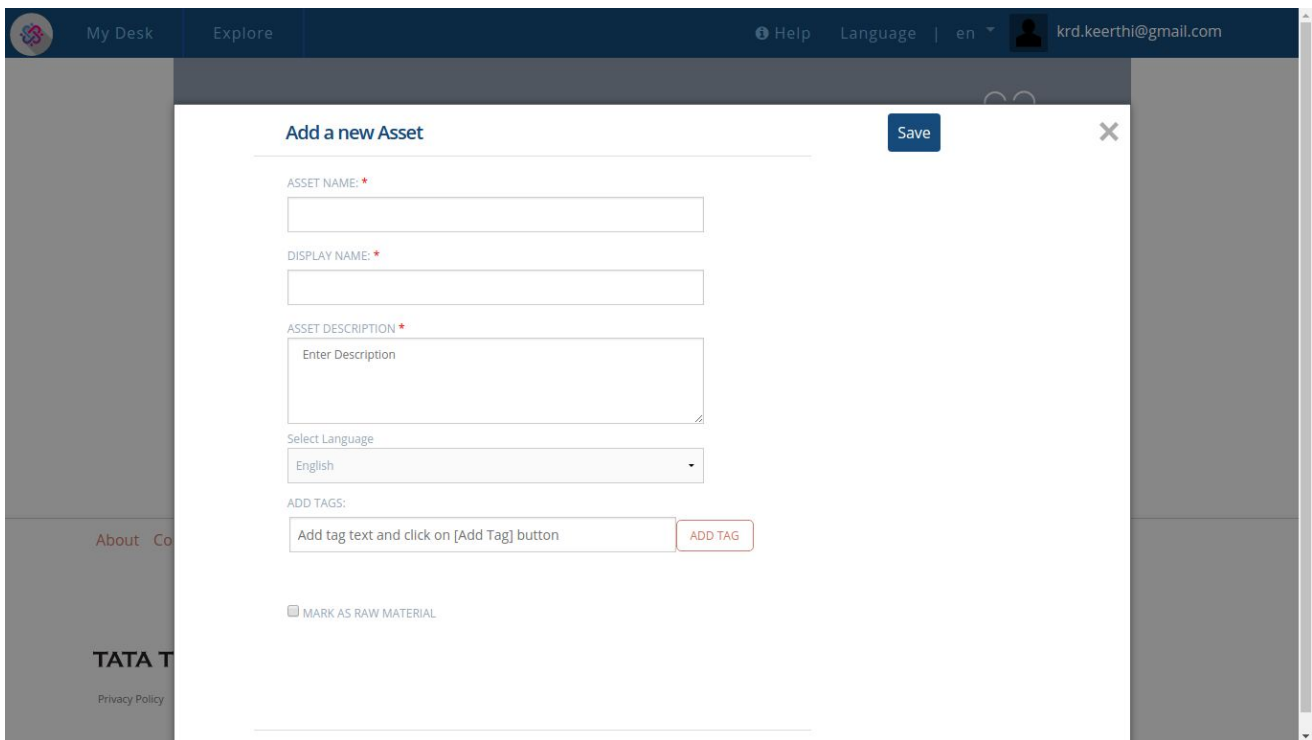 My Desk Explore Help Language | en krd.keerthi@gmail.com
Add a new Asset Save
ASSET NAME: *
DISPLAY NAME: *
ASSET DESCRIPTION *
Enter Description
Select Language
English
ADD TAGS:
Add tag text and click on [Add Tag] button ADD TAG
About Co
MARK AS RAW MATERIAL
TATA T
Privacy Policy